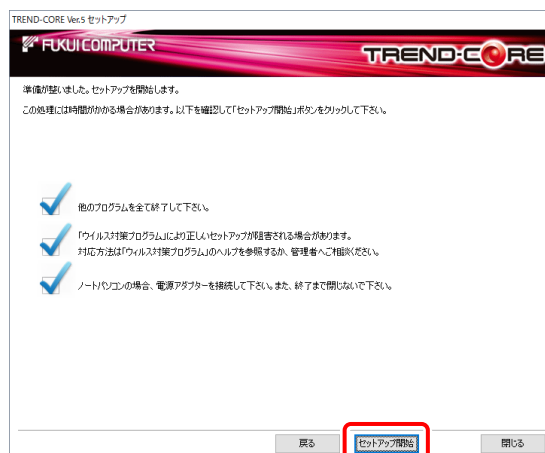 TREND-CORE Ver.5 セットアップ
FUKUI COMPUTER
TREND-CORE
準備が整いました。セットアップを開始します。
この処理には時間がかかる場合があります。以下を確認して「セットアップ開始」ボタンをクリックして下さい。
他のプログラムを全て終了して下さい。
「ウイルス対策プログラム」により正しいセットアップが阻害される場合があります。
対応方法は「ウィルス対策プログラム」のヘルプを参照するか、管理者へご相談ください。
ノートパソコンの場合、電源アダプターを接続して下さい。また、終了まで閉じないで下さい。
戻る
セットアップ開始
閉じる